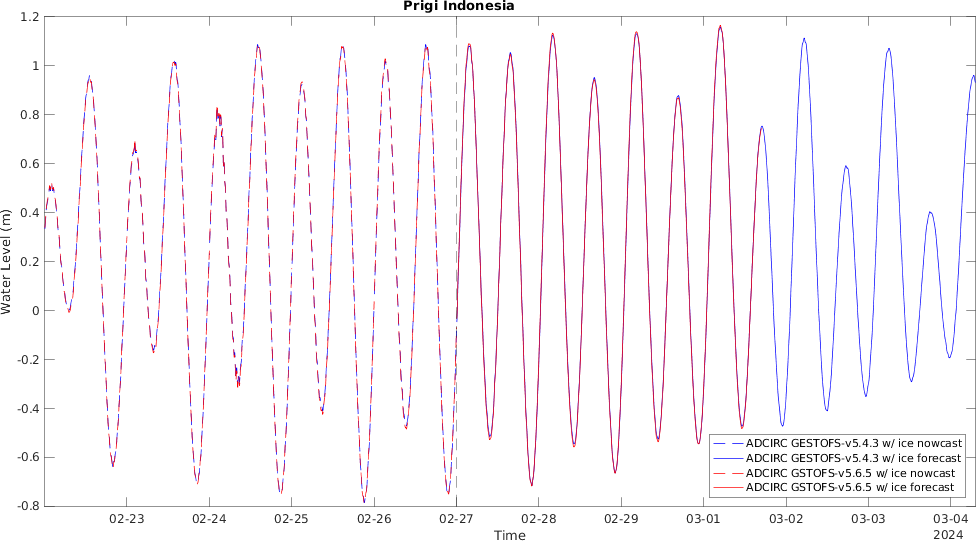 Prigi Indonesia
1.2
1
0.8
0.6
0.4
0.2
0
-0.2
-0.4
-0.6
-0.8
Water Level (m)
ADCIRC GESTOFS-v5.4.3 w/ ice nowcast
ADCIRC GESTOFS-v5.4.3 w/ ice forecast
ADCIRC GSTOFS-v5.6.5 w/ ice nowcast
ADCIRC GSTOFS-v5.6.5 w/ ice forecast
02-23 02-24 02-25 02-26 02-27 02-28 02-29 03-01 03-02 03-03 03-04
Time
2024